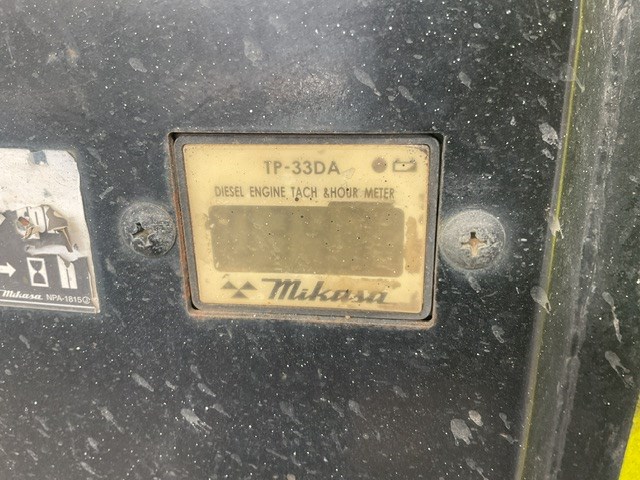 TP-33DA
DIESEL ENGINE TACH &HOUR METER
Mikasa
Mikasa NPA-1815